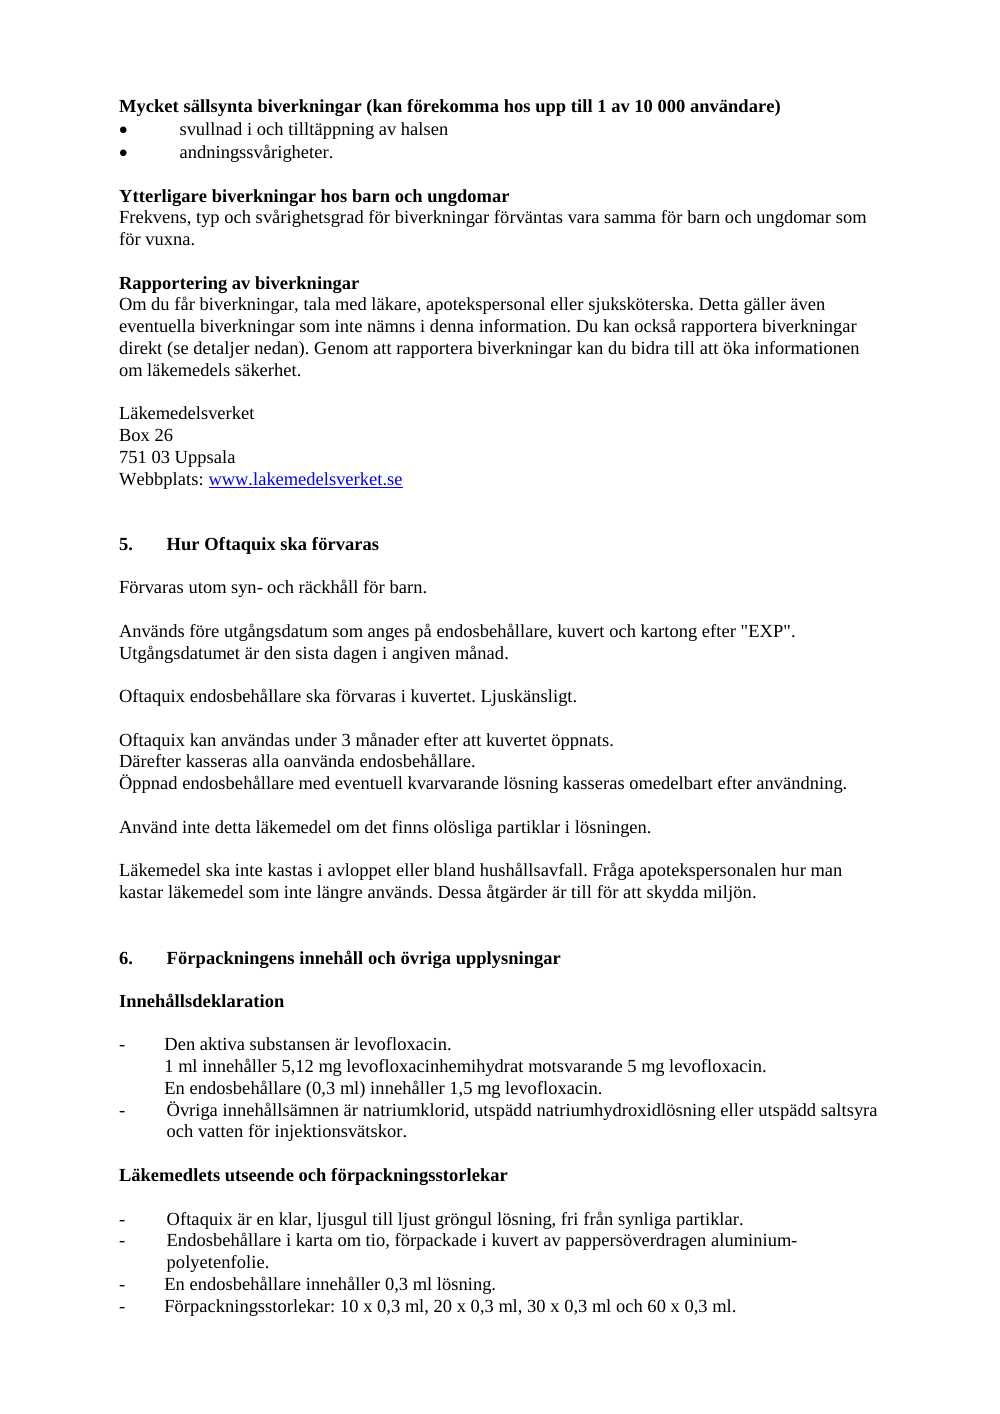 Mycket sällsynta biverkningar (kan förekomma hos upp till 1 av 10 000 användare)
• svullnad i och tilltäppning av halsen
• andningssvårigheter.
Ytterligare biverkningar hos barn och ungdomar
Frekvens, typ och svårighetsgrad för biverkningar förväntas vara samma för barn och ungdomar som
för vuxna.
Rapportering av biverkningar
Om du får biverkningar, tala med läkare, apotekspersonal eller sjuksköterska. Detta gäller även
eventuella biverkningar som inte nämns i denna information. Du kan också rapportera biverkningar
direkt (se detaljer nedan). Genom att rapportera biverkningar kan du bidra till att öka informationen
om läkemedels säkerhet.
Läkemedelsverket
Box 26
751 03 Uppsala
Webbplats: www.lakemedelsverket.se
5. Hur Oftaquix ska förvaras
Förvaras utom syn- och räckhåll för barn.
Används före utgångsdatum som anges på endosbehållare, kuvert och kartong efter "EXP".
Utgångsdatumet är den sista dagen i angiven månad.
Oftaquix endosbehållare ska förvaras i kuvertet. Ljuskänsligt.
Oftaquix kan användas under 3 månader efter att kuvertet öppnats.
Därefter kasseras alla oanvända endosbehållare.
Öppnad endosbehållare med eventuell kvarvarande lösning kasseras omedelbart efter användning.
Använd inte detta läkemedel om det finns olösliga partiklar i lösningen.
Läkemedel ska inte kastas i avloppet eller bland hushållsavfall. Fråga apotekspersonalen hur man
kastar läkemedel som inte längre används. Dessa åtgärder är till för att skydda miljön.
6. Förpackningens innehåll och övriga upplysningar
Innehållsdeklaration
- Den aktiva substansen är levofloxacin.
1 ml innehåller 5,12 mg levofloxacinhemihydrat motsvarande 5 mg levofloxacin.
En endosbehållare (0,3 ml) innehåller 1,5 mg levofloxacin.
- Övriga innehållsämnen är natriumklorid, utspädd natriumhydroxidlösning eller utspädd saltsyra
och vatten för injektionsvätskor.
Läkemedlets utseende och förpackningsstorlekar
- Oftaquix är en klar, ljusgul till ljust gröngul lösning, fri från synliga partiklar.
- Endosbehållare i karta om tio, förpackade i kuvert av pappersöverdragen aluminium-
polyetenfolie.
- En endosbehållare innehåller 0,3 ml lösning.
- Förpackningsstorlekar: 10 x 0,3 ml, 20 x 0,3 ml, 30 x 0,3 ml och 60 x 0,3 ml.